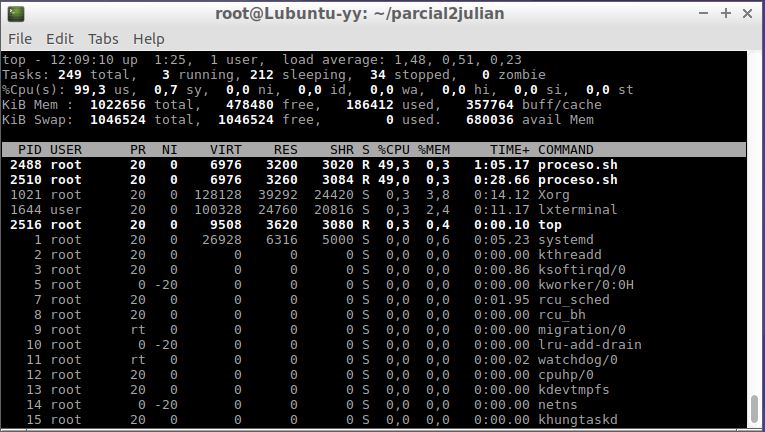 root@Lubuntu-yy: ~/parcial2julian
File Edit Tabs Help
top - 12:09:10 up 1:25, 1 user, load average: 1,48, 0,51, 0,23
Tasks: 249 total, 3 running, 212 sleeping, 34 stopped, 0 zombie
%Cpu(s): 99,3 us, 0,7 sy, 0,0 ni, 0,0 id, 0,0 wa, 0,0 hi, 0,0 si, 0,0 st
KiB Mem : 1022656 total, 478480 free, 186412 used, 357764 buff/cache
KiB Swap: 1046524 total, 1046524 free, 0 used. 680036 avail Mem
PID USER PR NI VIRT RES SHR S %CPU %MEM TIME+ COMMAND
2488 root 20 0 6976 3200 3020 R 49,3 0,3 1:05.17 proceso.sh
2510 root 20 0 6976 3260 3084 R 49,0 0,3 0:28.66 proceso.sh
1021 root 20 0 128128 39292 24420 S 0,3 3,8 0:14.12 Xorg
1644 user 20 0 100328 24760 20816 S 0,3 2,4 0:11.17 lxterminal
2516 root 20 0 9508 3620 3080 R 0,3 0,4 0:00.10 top
1 root 20 0 26928 6316 5000 S 0,0 0,6 0:05.23 systemd
2 root 20 0 0 0 0 S 0,0 0,0 0:00.00 kthreadd
3 root 20 0 0 0 0 S 0,0 0,0 0:00.86 ksoftirqd/0
5 root 0 -20 0 0 0 S 0,0 0,0 0:00.00 kworker/0:0H
7 root 20 0 0 0 0 S 0,0 0,0 0:01.95 rcu_sched
8 root 20 0 0 0 0 S 0,0 0,0 0:00.00 rcu_bh
9 root rt 0 0 0 0 S 0,0 0,0 0:00.00 migration/0
10 root 0 -20 0 0 0 S 0,0 0,0 0:00.00 lru-add-drain
11 root rt 0 0 0 0 S 0,0 0,0 0:00.02 watchdog/0
12 root 20 0 0 0 0 S 0,0 0,0 0:00.00 cpuhp/0
13 root 20 0 0 0 0 S 0,0 0,0 0:00.00 kdevtmpfs
14 root 0 -20 0 0 0 S 0,0 0,0 0:00.00 netns
15 root 20 0 0 0 0 S 0,0 0,0 0:00.00 khungtaskd